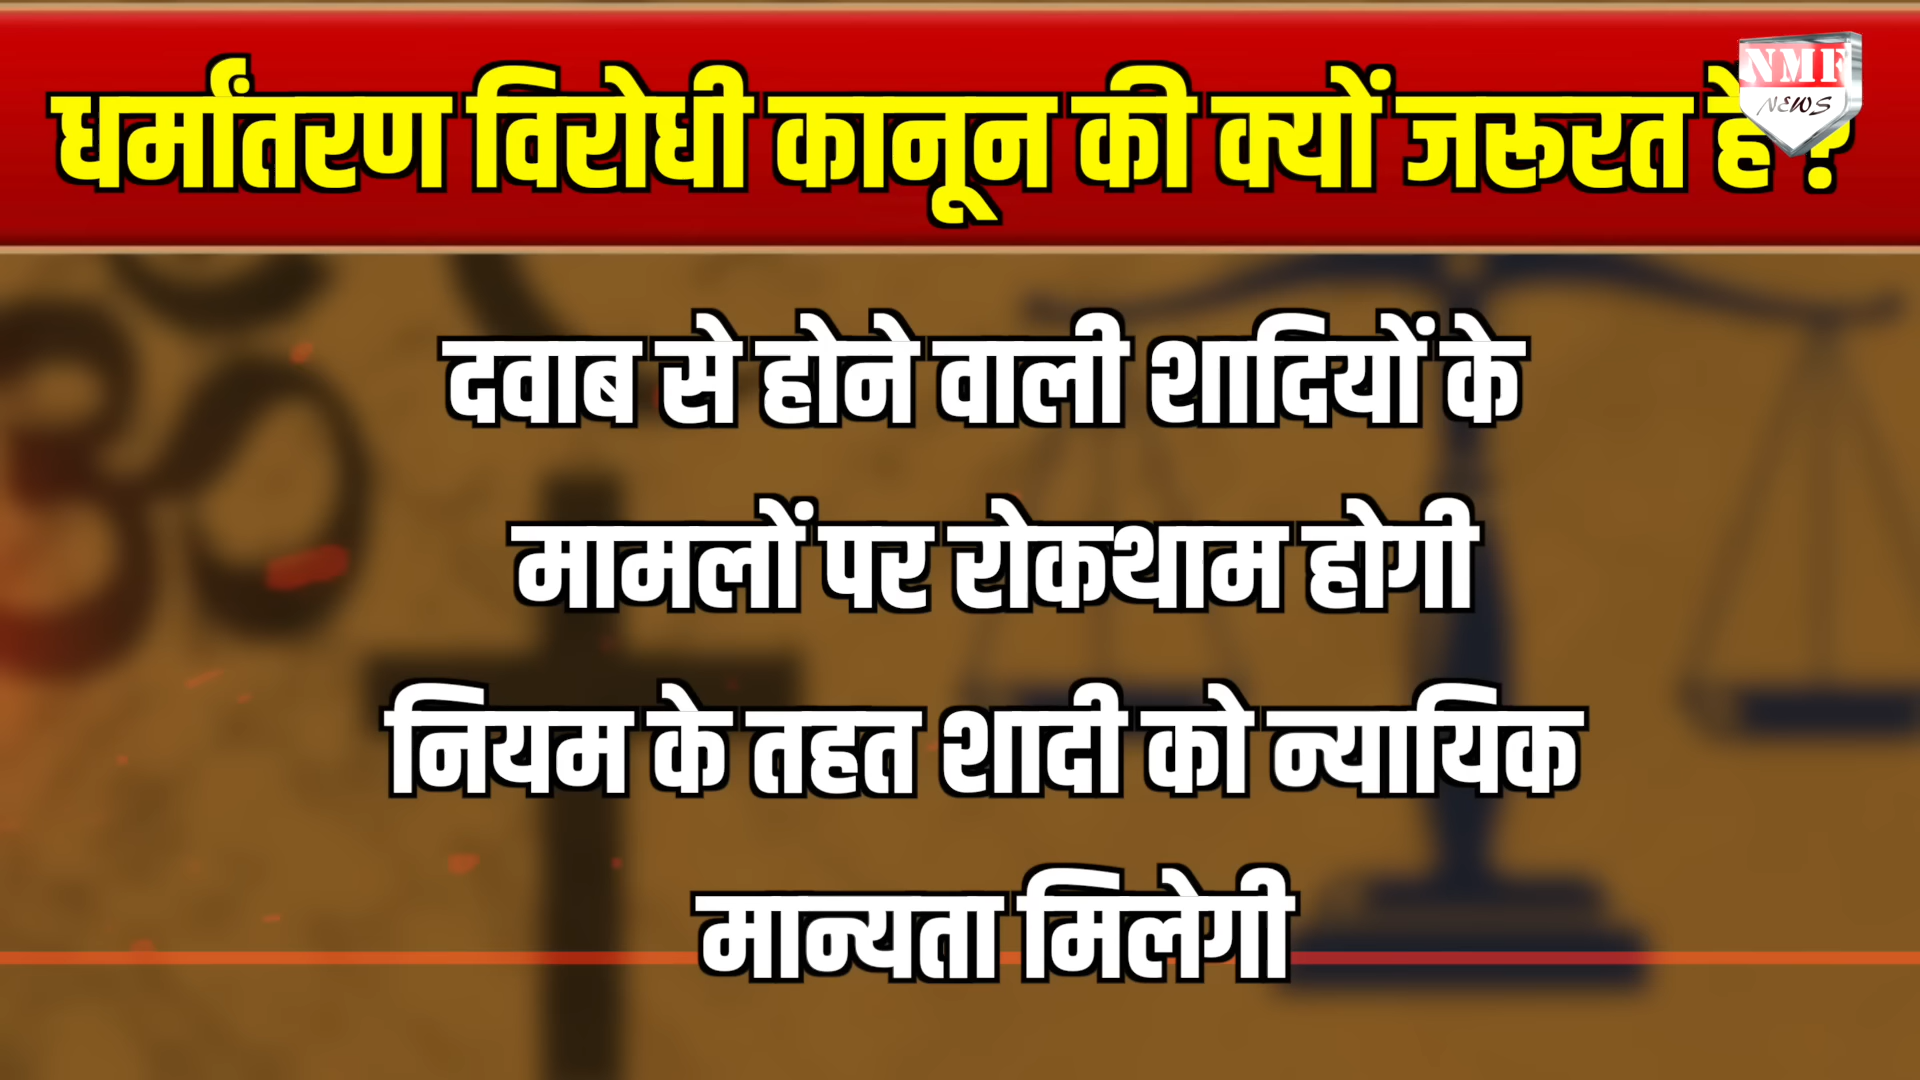 धर्मांतरण विरोधी कानून की क्यों जरूरत है ?
NMF
NEWS
दवाब से होने वाली शादियों के
मामलों पर रोकथाम होगी
नियम के तहत शादी को न्यायिक
मान्यता मिलेगी